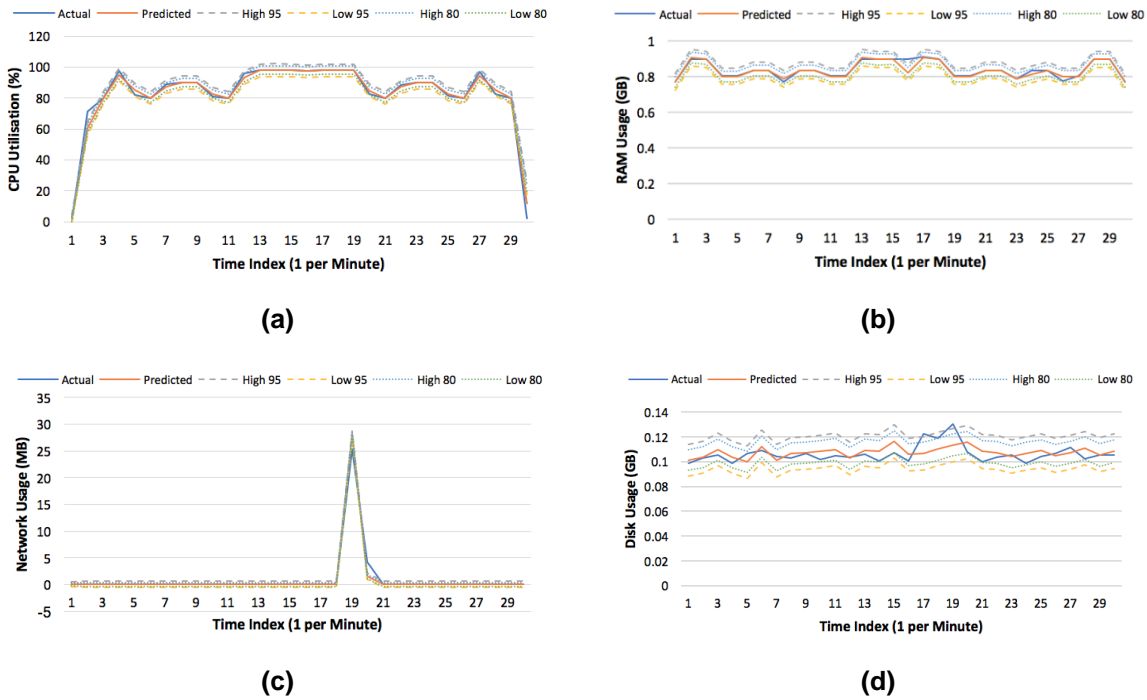 Actual Predicted High 95 Low 95 High 80 Low 80
120
100
80
60
40
20
0
CPU Utilisation (%)
1 3 5 7 9 11 13 15 17 19 21 23 25 27 29
Time Index (1 per Minute)
(a)
Actual Predicted High 95 Low 95 High 80 Low 80
1
0.8
0.6
0.4
0.2
0
RAM Usage (GB)
1 3 5 7 9 11 13 15 17 19 21 23 25 27 29
Time Index (1 per Minute)
(b)
Actual Predicted High 95 Low 95 High 80 Low 80
35
30
25
20
15
10
5
0
-5
Network Usage (MB)
1 3 5 7 9 11 13 15 17 19 21 23 25 27 29
Time Index (1 per Minute)
(c)
Actual Predicted High 95 Low 95 High 80 Low 80
0.14
0.12
0.1
0.08
0.06
0.04
0.02
0
Disk Usage (GB)
1 3 5 7 9 11 13 15 17 19 21 23 25 27 29
Time Index (1 per Minute)
(d)